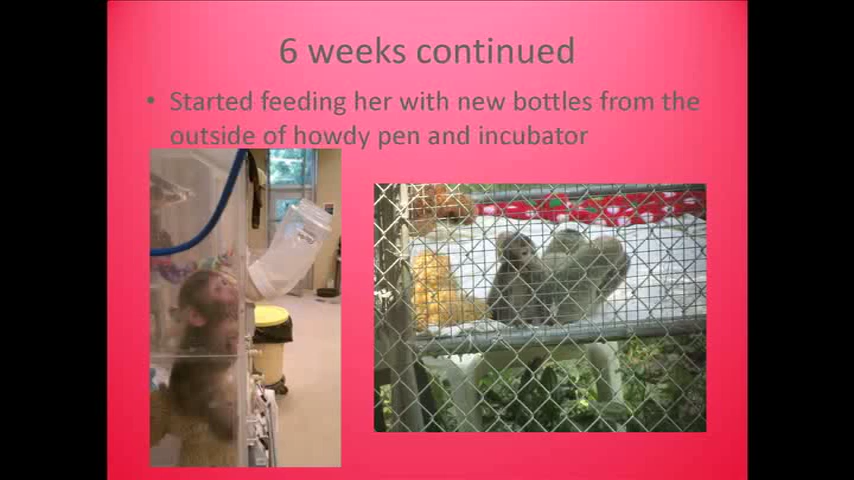 6 weeks continued
• Started feeding her with new bottles from the
outside of howdy pen and incubator